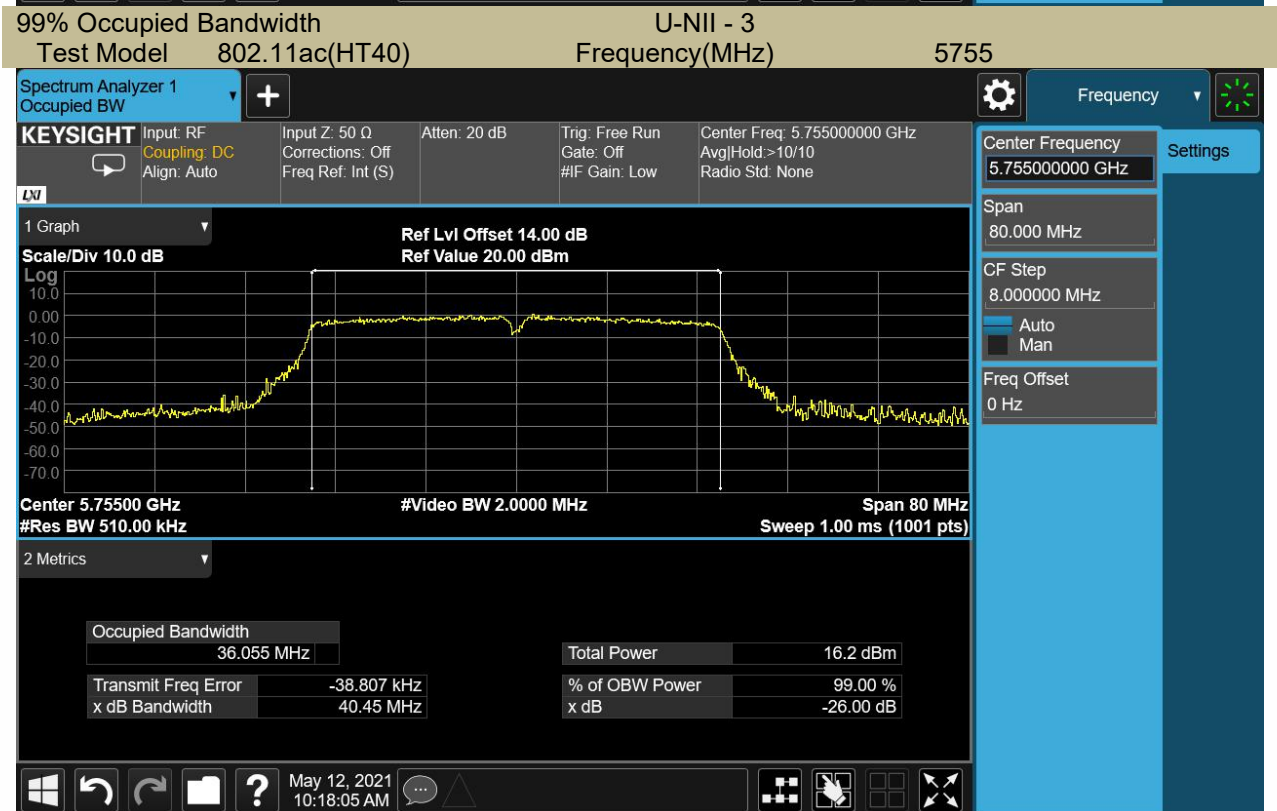 99% Occupied Bandwidth U-NII - 3
Test Model 802.11ac(HT40) Frequency(MHz) 5755
Spectrum Analyzer 1
Occupied BW
Frequency
KEYSIGHT
LXI
Input: RF
Coupling: DC
Align: Auto
Input Z: 50 Ω
Corrections: Off
Freq Ref: Int (S)
Atten: 20 dB
Trig: Free Run
Gate: Off
#IF Gain: Low
Center Freq: 5.755000000 GHz
Avg|Hold:>10/10
Radio Std: None
Center Frequency
5.755000000 GHz
Settings
Span
80.000 MHz
CF Step
8.000000 MHz
Auto
Man
Freq Offset
0 Hz
1 Graph
Scale/Div 10.0 dB
Ref Lvl Offset 14.00 dB
Ref Value 20.00 dBm
Log
10.0
0.00
-10.0
-20.0
-30.0
-40.0
-50.0
-60.0
-70.0
Center 5.75500 GHz #Video BW 2.0000 MHz Span 80 MHz
#Res BW 510.00 kHz Sweep 1.00 ms (1001 pts)
2 Metrics
Occupied Bandwidth
36.055 MHz
Total Power 16.2 dBm
Transmit Freq Error -38.807 kHz
% of OBW Power 99.00 %
x dB Bandwidth 40.45 MHz
x dB -26.00 dB
?
May 12, 2021
10:18:05 AM